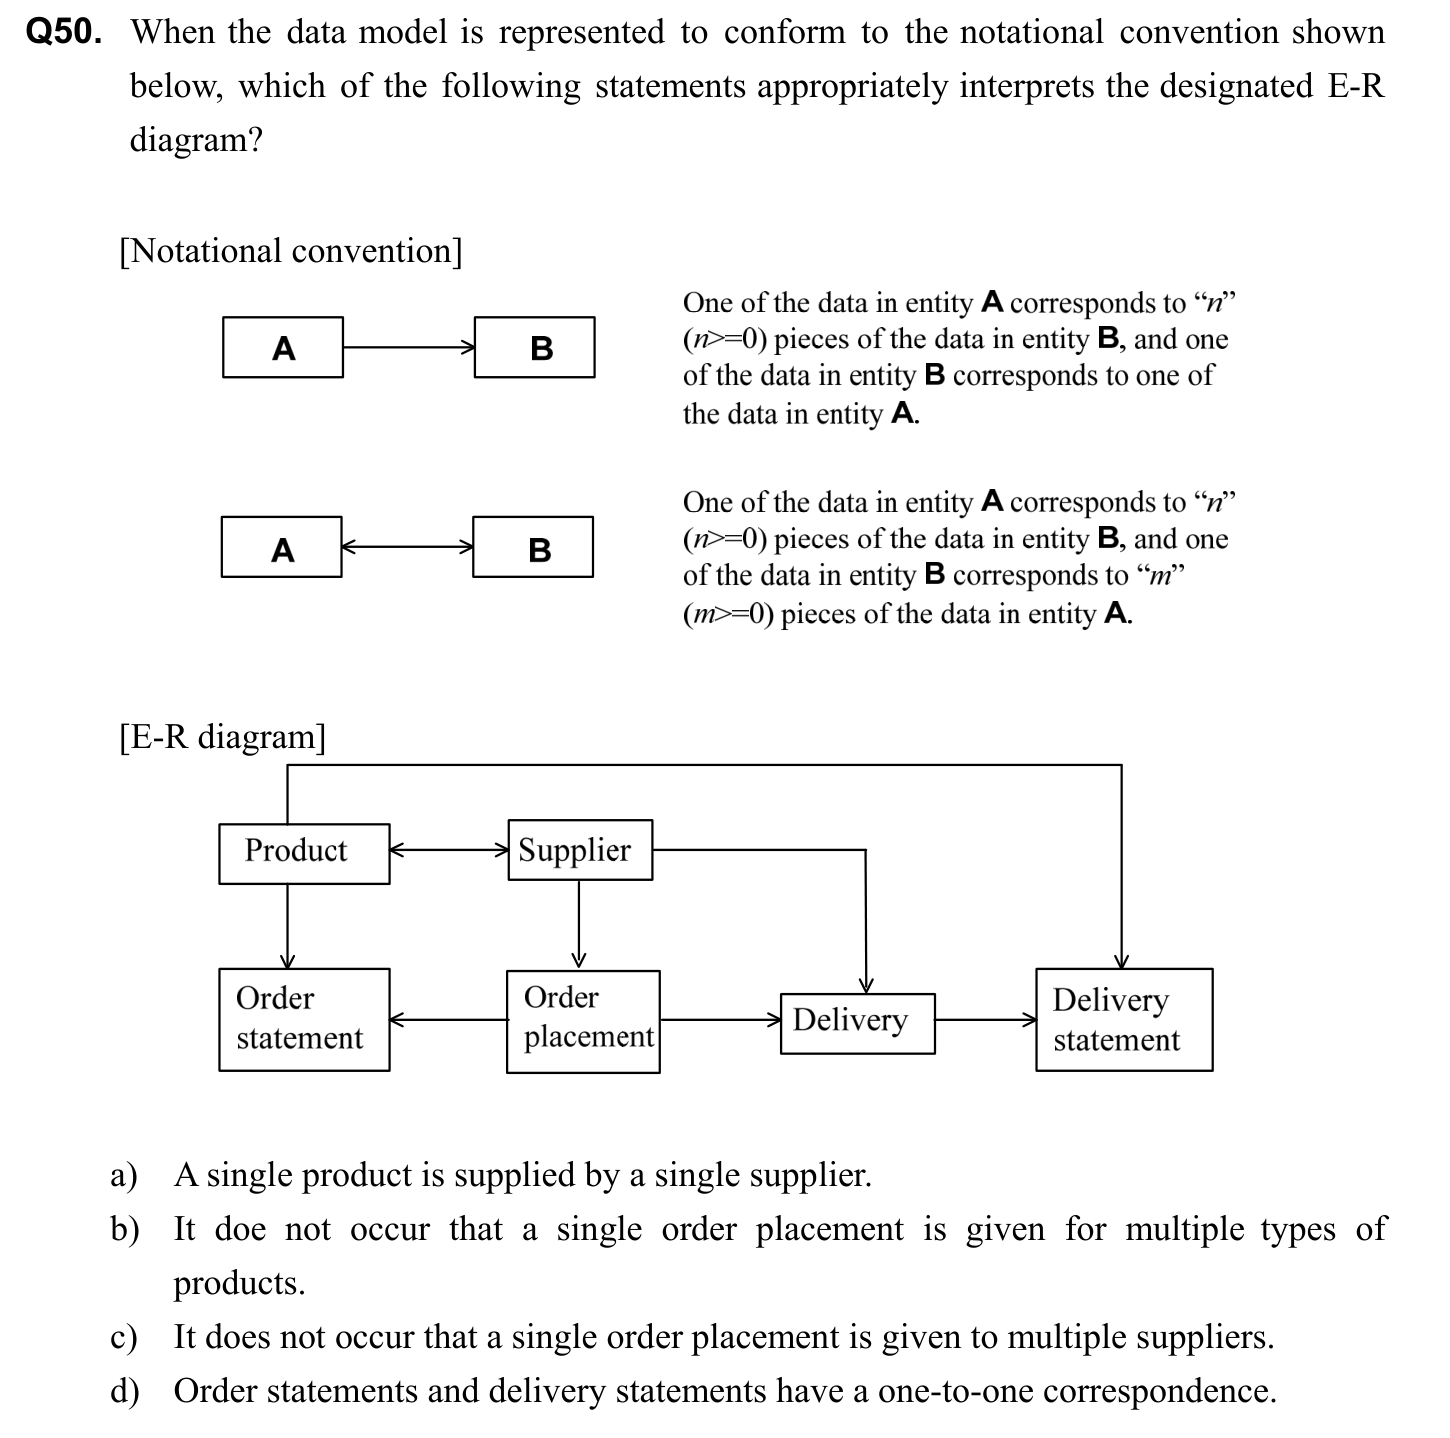 Q50. When the data model is represented to conform to the notational convention shown
below, which of the following statements appropriately interprets the designated E-R
diagram?
[Notational convention]
A
B
One of the data in entity A corresponds to “n”
(n>=0) pieces of the data in entity B, and one
of the data in entity B corresponds to one of
the data in entity A.
A
B
One of the data in entity A corresponds to “n”
(n>=0) pieces of the data in entity B, and one
of the data in entity B corresponds to “m”
(m>=0) pieces of the data in entity A.
[E-R diagram]
Product
Supplier
Order
statement
Order
placement
Delivery
Delivery
statement
a) A single product is supplied by a single supplier.
b) It doe not occur that a single order placement is given for multiple types of
products.
c) It does not occur that a single order placement is given to multiple suppliers.
d) Order statements and delivery statements have a one-to-one correspondence.